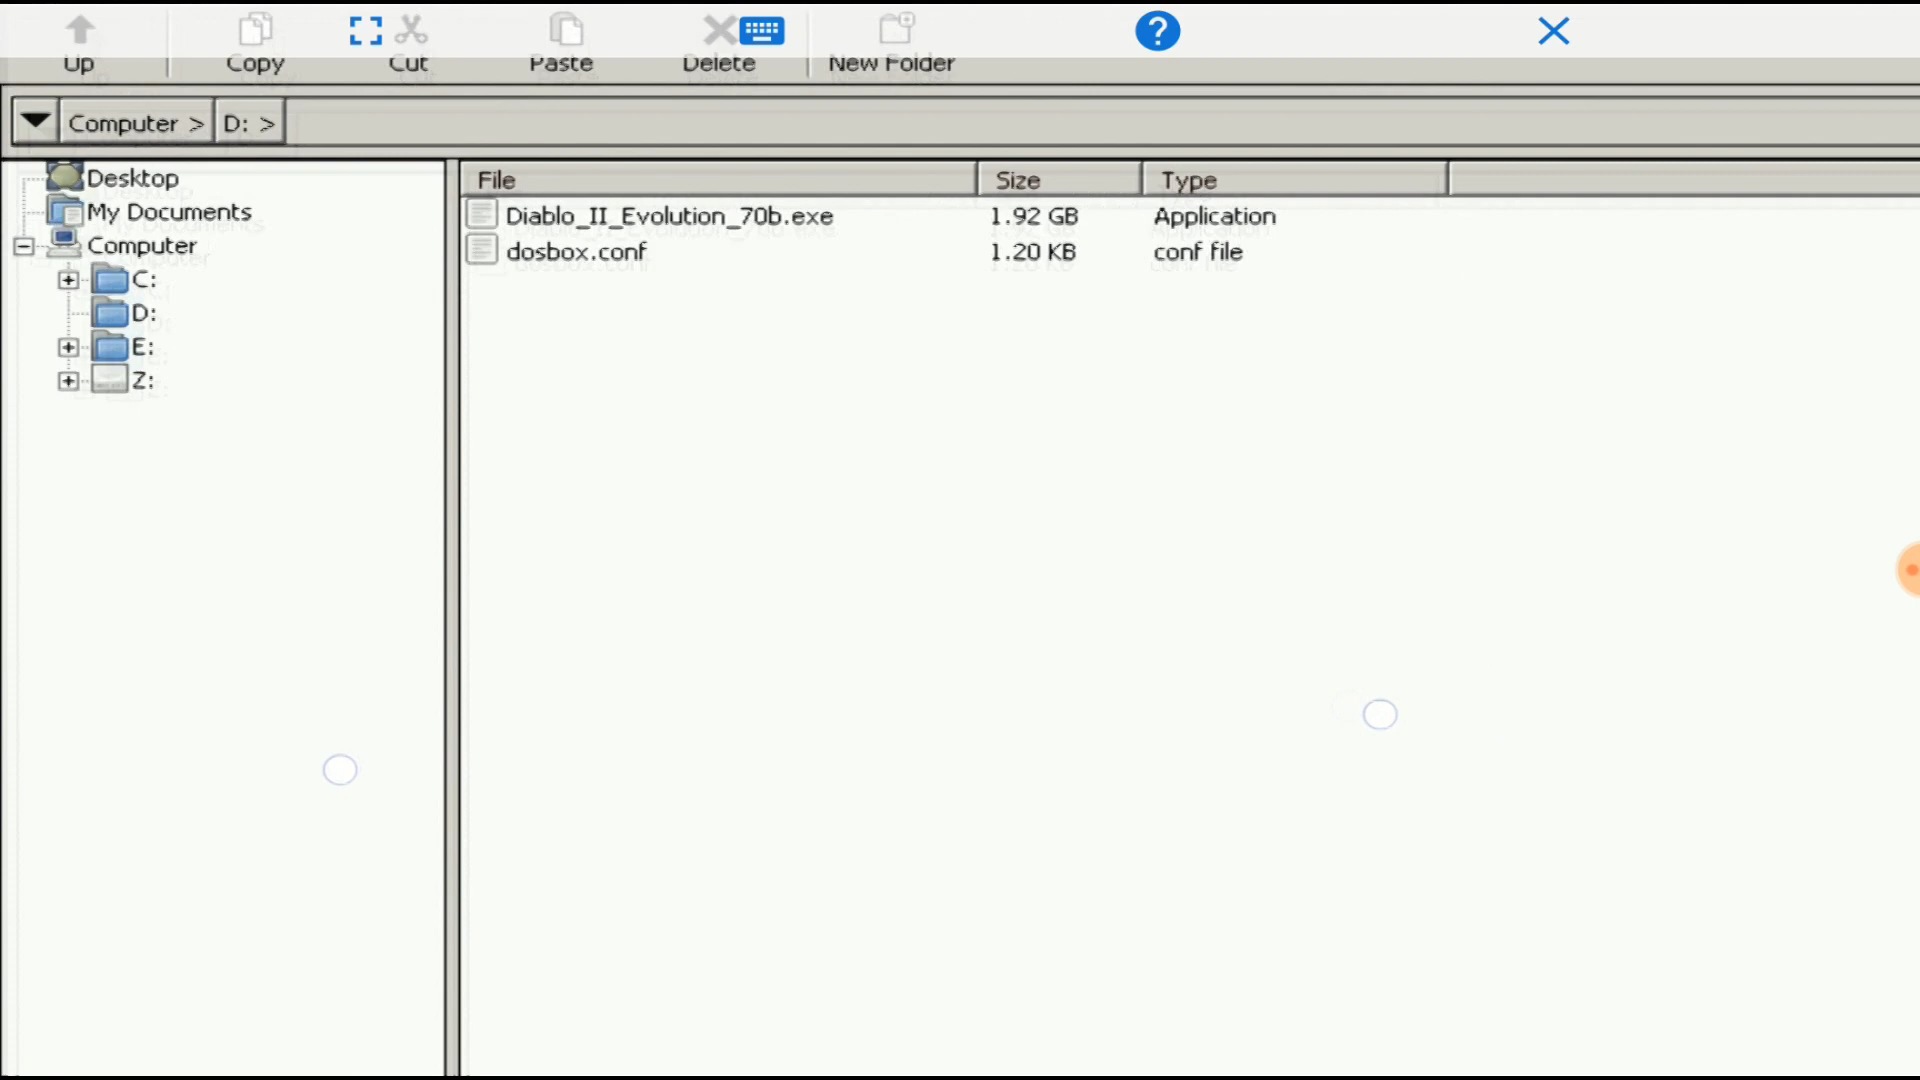 Up Copy Cut Paste Delete New Folder
Computer > D: >
Desktop
My Documents
Computer
C:
D:
E:
Z:
File Size Type
Diablo_II_Evolution_70b.exe 1.92 GB Application
dosbox.conf 1.20 KB conf file